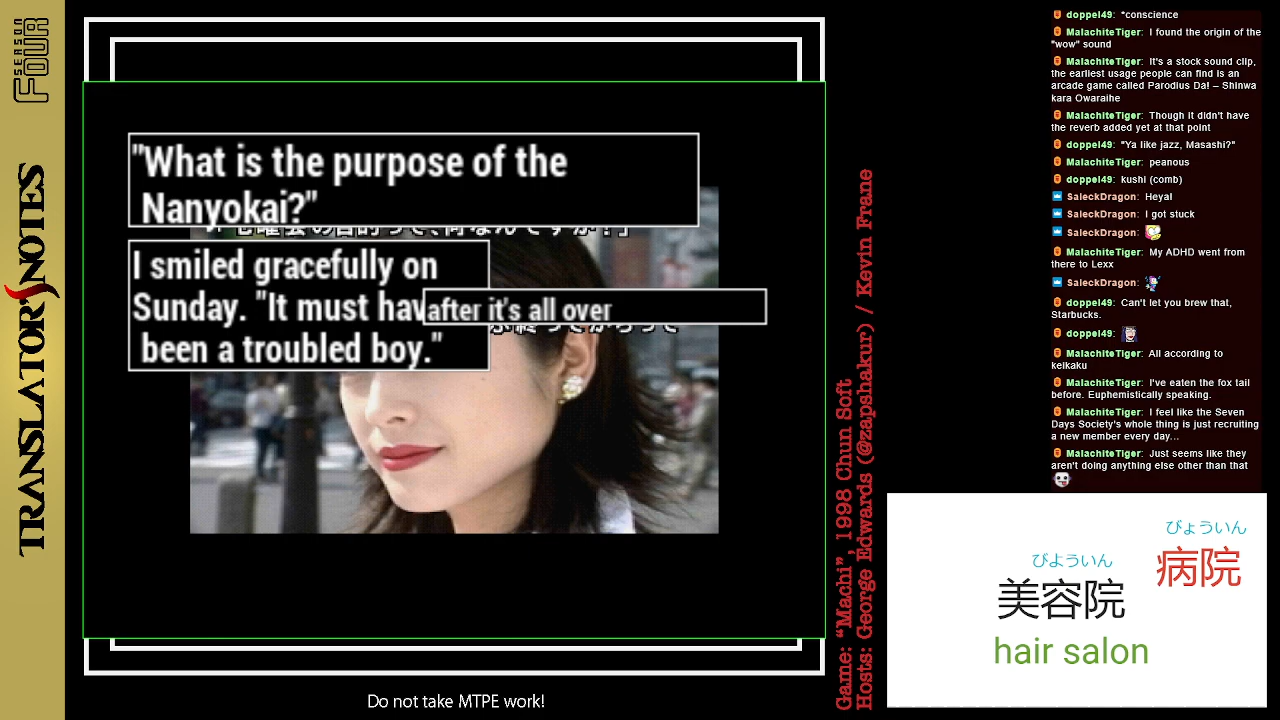 SEASON
FOUR
TRANSLATOR'S NOTES
"What is the purpose of the
Nanyokai?"
I smiled gracefully on
Sunday. "It must hav
been a troubled boy."
after it's all over
Do not take MTPE work!
Game: "Machi", 1998 Chun Soft
Hosts: George Edwards (@zapshakur) / Kevin Frane
doppel49: *conscience
MalachiteTiger: I found the origin of the
"wow" sound
MalachiteTiger: It's a stock sound clip,
the earliest usage people can find is an
arcade game called Parodius Da! – Shinwa
kara Owaraihe
MalachiteTiger: Though it didn't have
the reverb added yet at that point
doppel49: "Ya like jazz, Masashi?"
MalachiteTiger: peanous
doppel49: kushi (comb)
SaleckDragon: Heyal
SaleckDragon: I got stuck
SaleckDragon:
MalachiteTiger: My ADHD went from
there to Lexx
SaleckDragon:
doppel49: Can't let you brew that,
Starbucks.
doppel49:
MalachiteTiger: All according to
keikaku
MalachiteTiger: I've eaten the fox tail
before. Euphemistically speaking.
MalachiteTiger: I feel like the Seven
Days Society's whole thing is just recruiting
a new member every day...
MalachiteTiger: Just seems like they
aren't doing anything else other than that
びょういん
病院
びよういん
美容院
hair salon